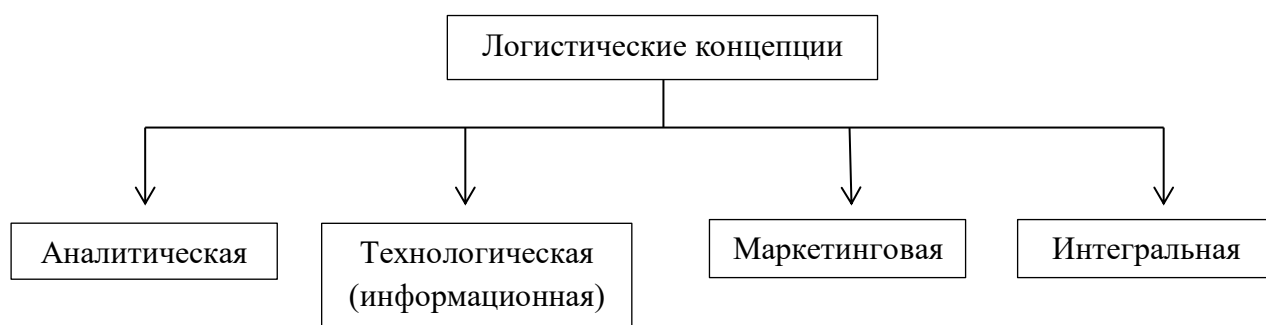 Логистические концепции
Аналитическая
Технологическая
(информационная)
Маркетинговая
Интегральная